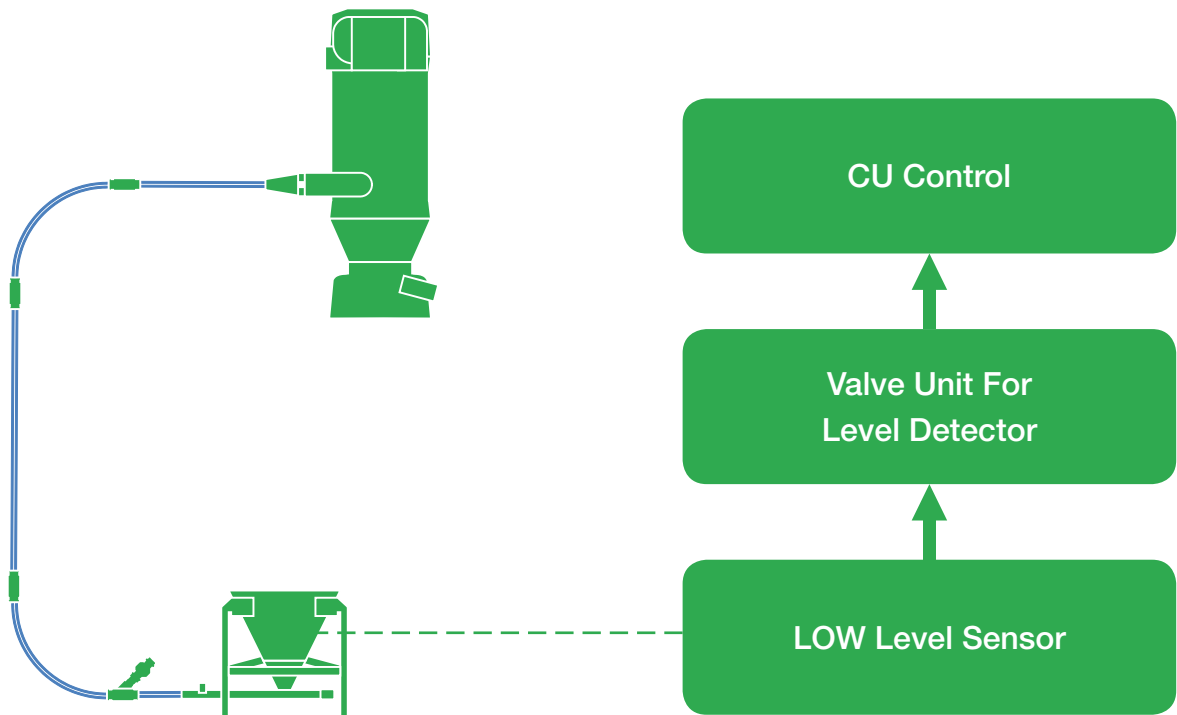 CU Control
Valve Unit For
Level Detector
LOW Level Sensor